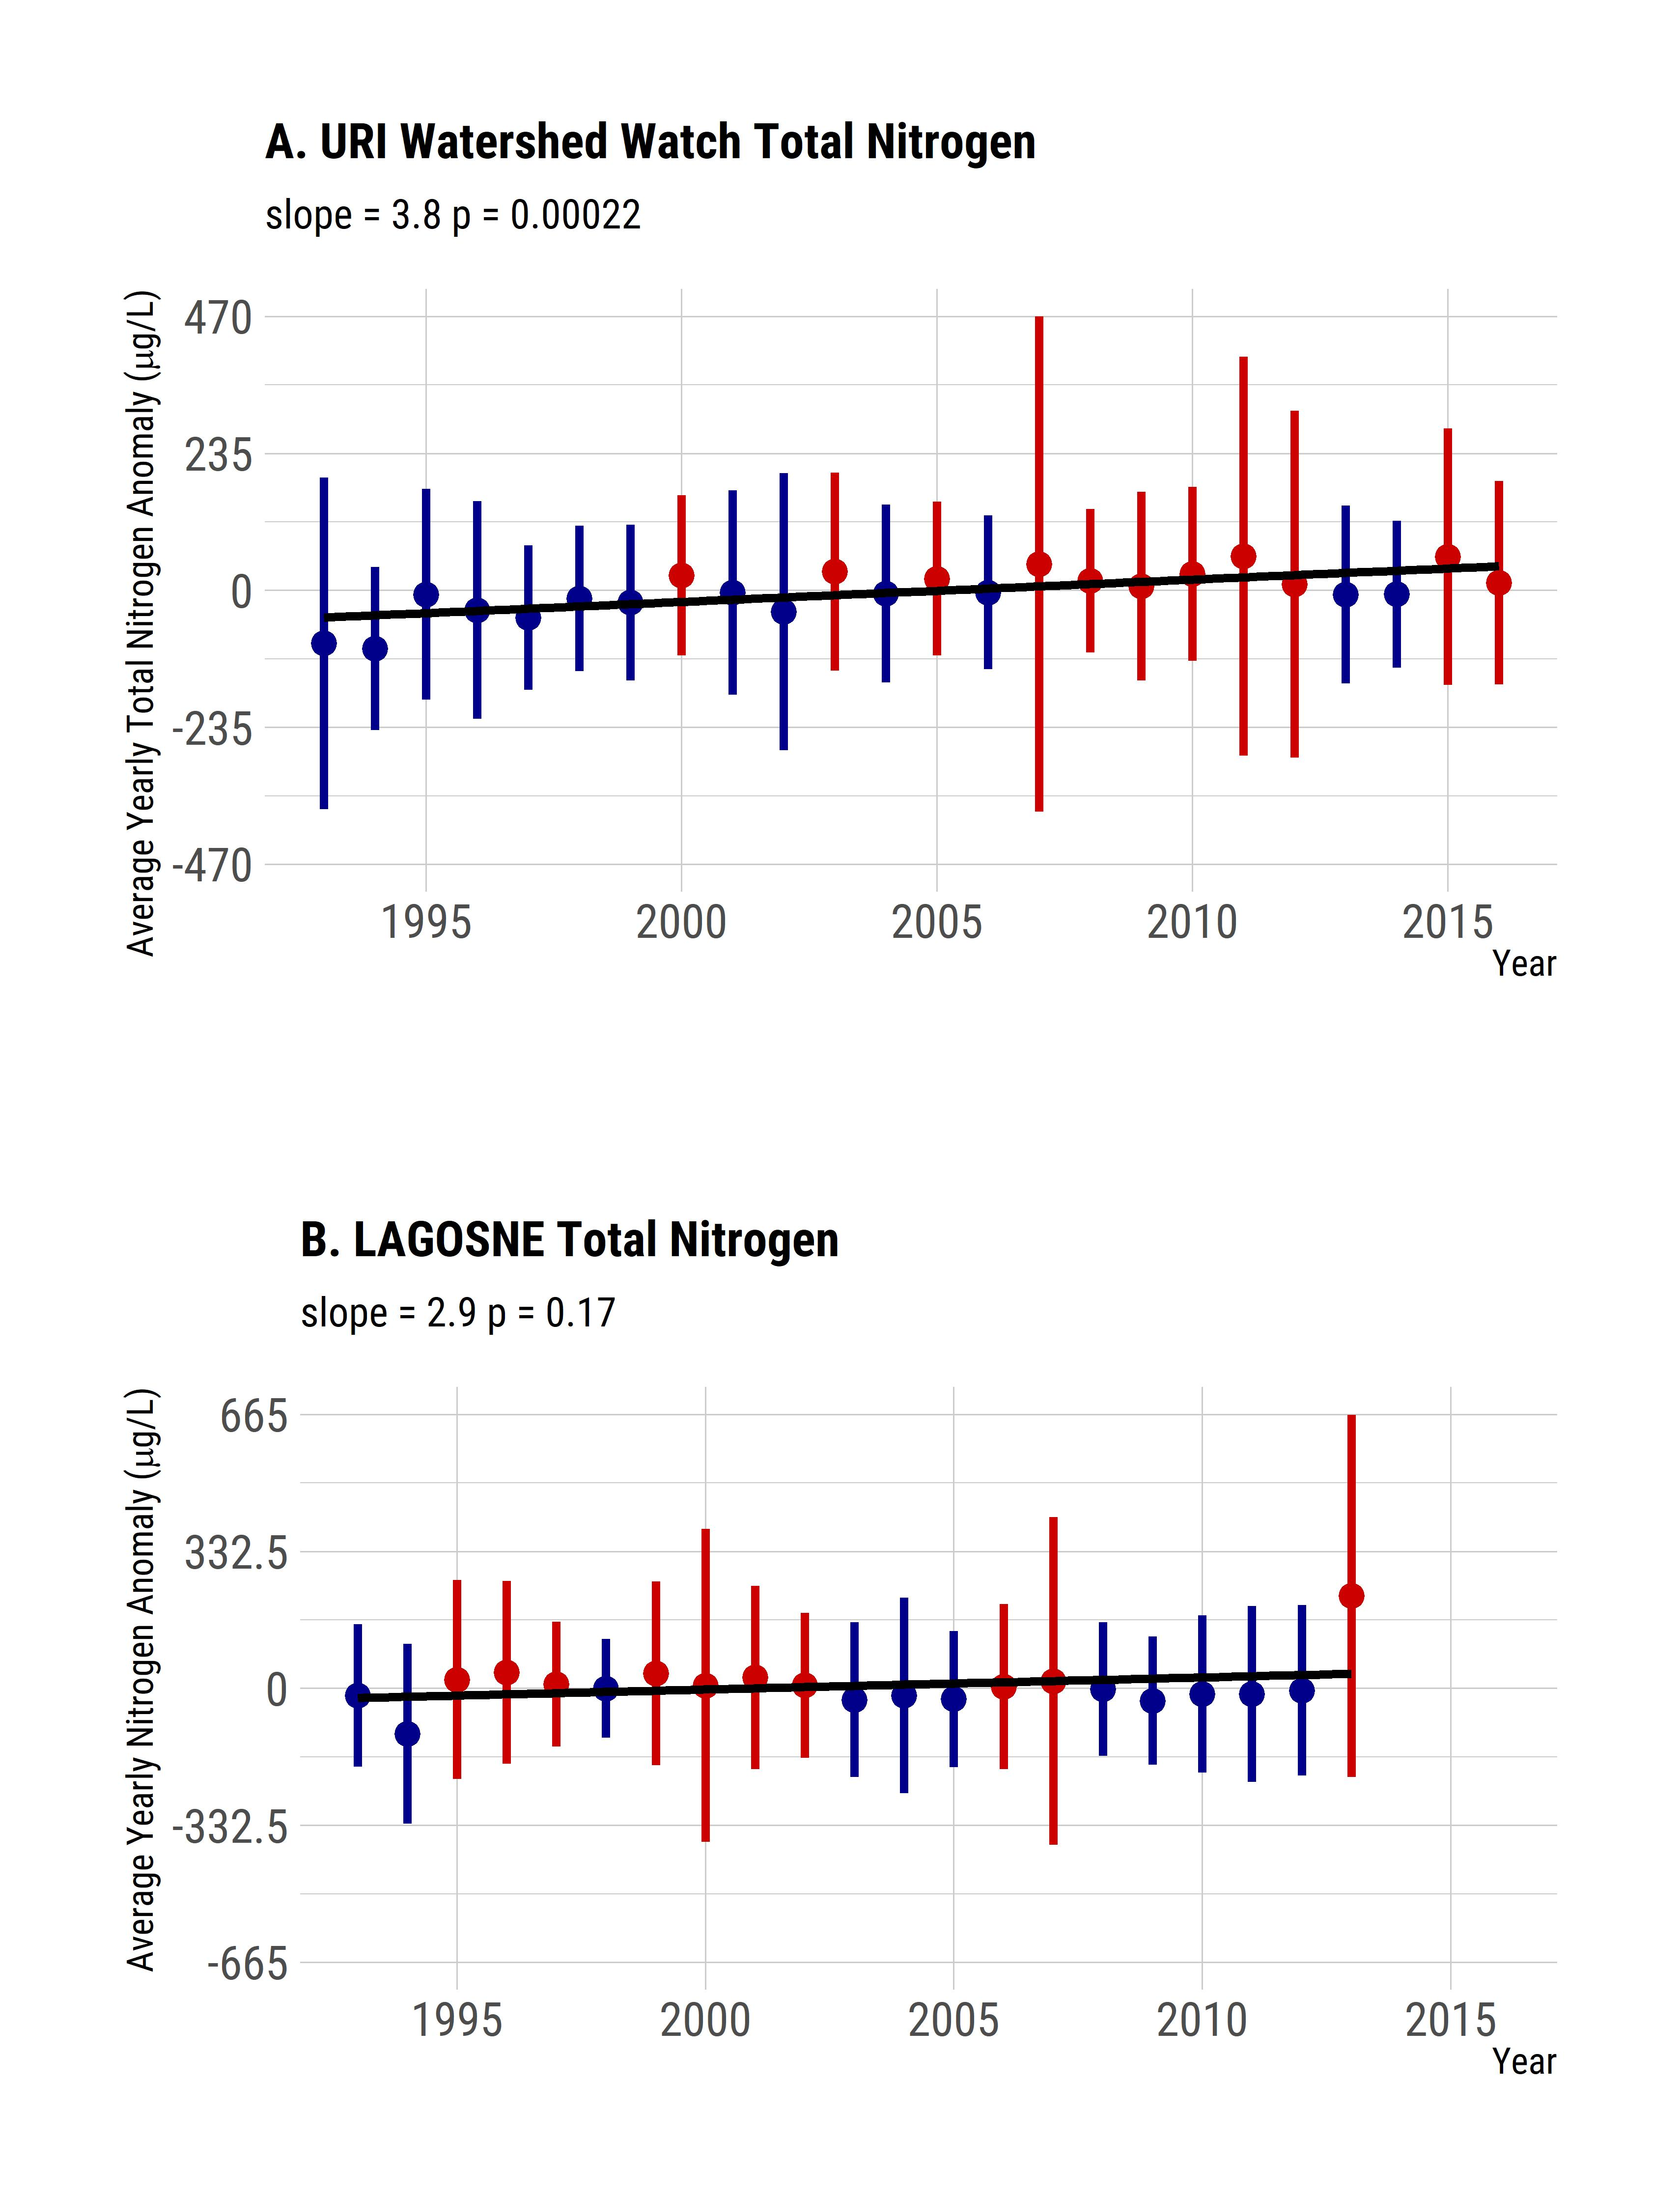 A. URI Watershed Watch Total Nitrogen
slope = 3.8 p = 0.00022
Average Yearly Total Nitrogen Anomaly (μg/L)
470
235
0
-235
-470
1995 2000 2005 2010 2015
Year
B. LAGOSNE Total Nitrogen
slope = 2.9 p = 0.17
Average Yearly Nitrogen Anomaly (μg/L)
665
332.5
0
-332.5
-665
1995 2000 2005 2010 2015
Year